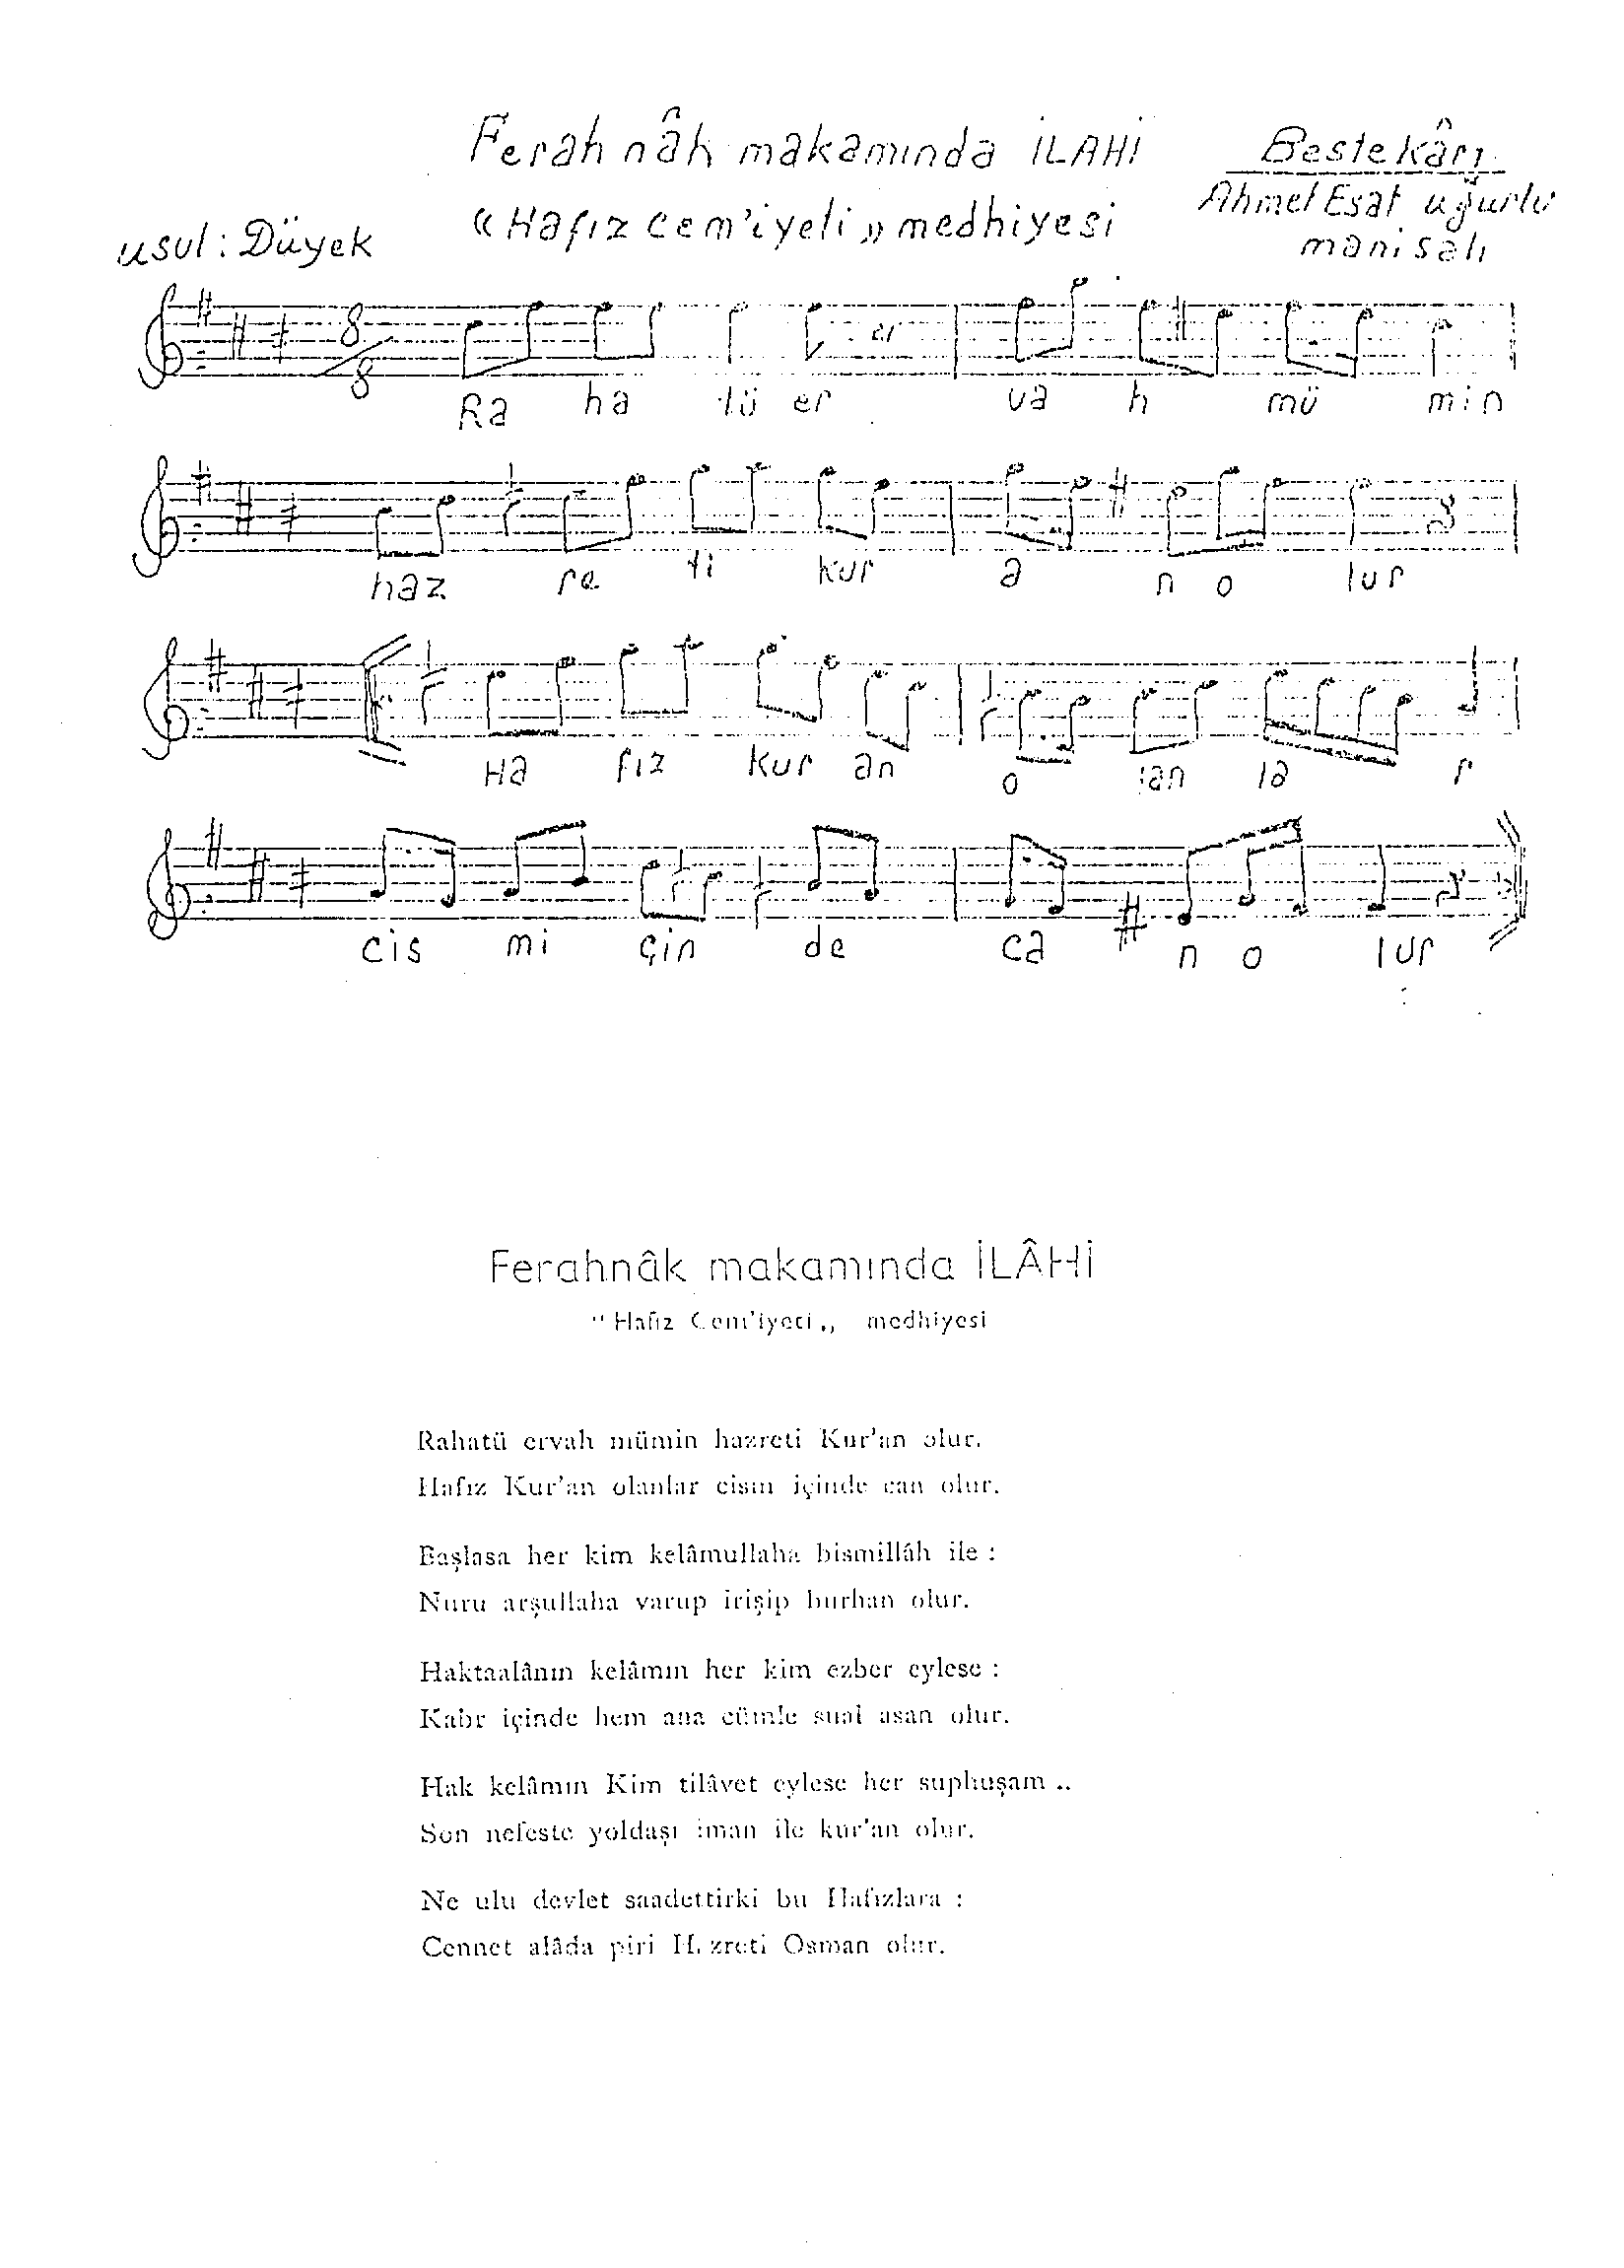 Ferahnâk makamında İLAHİ
«Hafız cem'iyeti» medhiyesi
Bestekârı
Ahmet Esat uğurlu
manisalı
usul: Düyek
8
8
Ra ha tü er va h mü min
haz re ti kur a n o lur
Ha fız kur an o lan la r
cis mi çin de ca n o lur
Ferahnâk makamında İLÂHİ
"Hafız Cem'iyeti,, medhiyesi
Rahatü ervah mümin hazreti Kur'an olur.
Hafız Kur'an olanlar cism içinde can olur.
Başlasa her kim kelâmullaha bismillâh ile :
Nuru arşullaha varup irişip burhan olur.
Haktaalânın kelâmın her kim ezber eylese :
Kabr içinde hem ana cümle sual asan olur.
Hak kelâmın Kim tilâvet eylese her suphuşam ..
Son nefeste yoldaşı iman ile kur'an olur.
Ne ulu devlet saadettirki bu Hafızlara :
Cennet alâda piri Hazreti Osman olur.